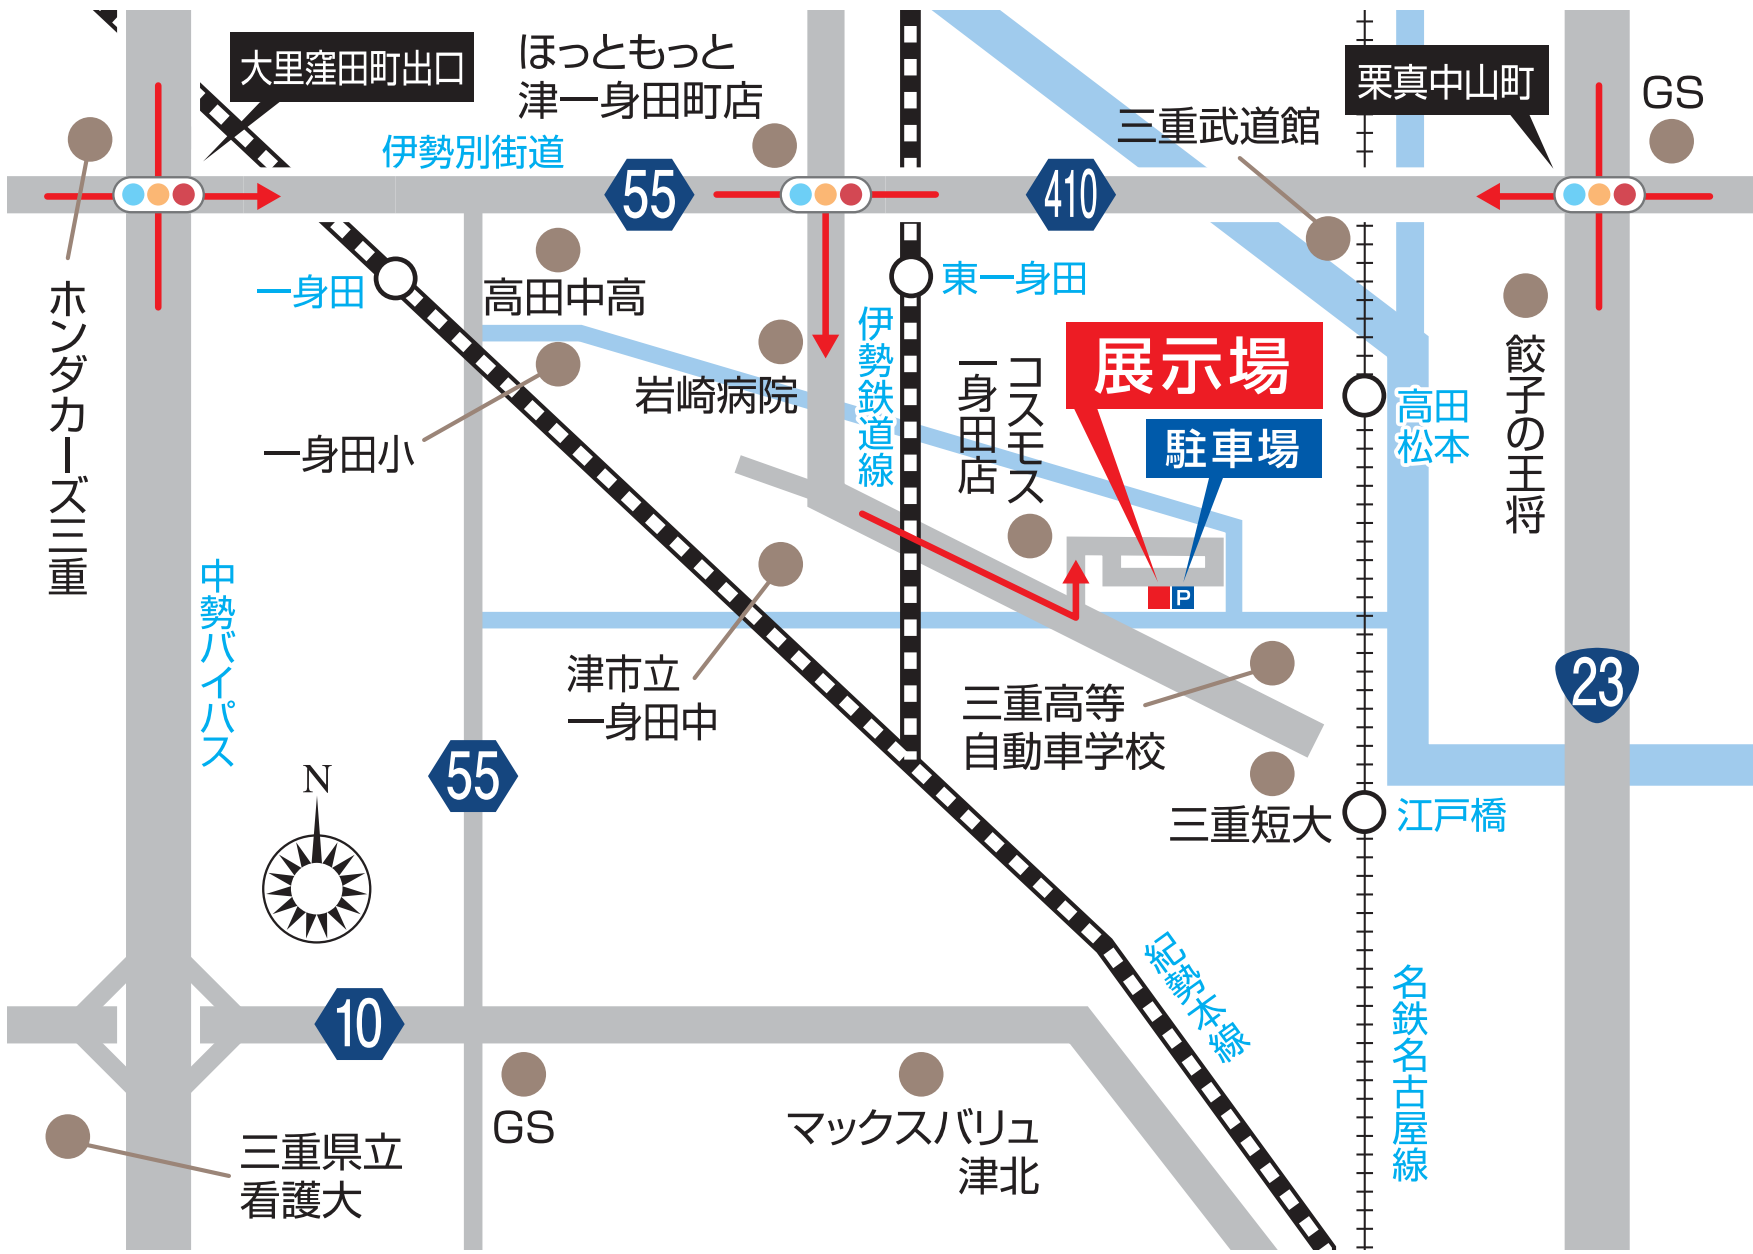 大里窪田町出口
ほっともっと
津一身田町店
栗真中山町
GS
三重武道館
伊勢別街道
55
410
ホンダカーズ三重
一身田
高田中高
東一身田
岩崎病院
伊勢鉄道線
コスモス
一身田店
展示場
駐車場
高田
松本
餃子の王将
一身田小
中勢バイパス
P
津市立
一身田中
三重高等
自動車学校
23
55
N
三重短大
江戸橋
紀勢本線
名鉄名古屋線
10
GS
マックスバリュ
津北
三重県立
看護大